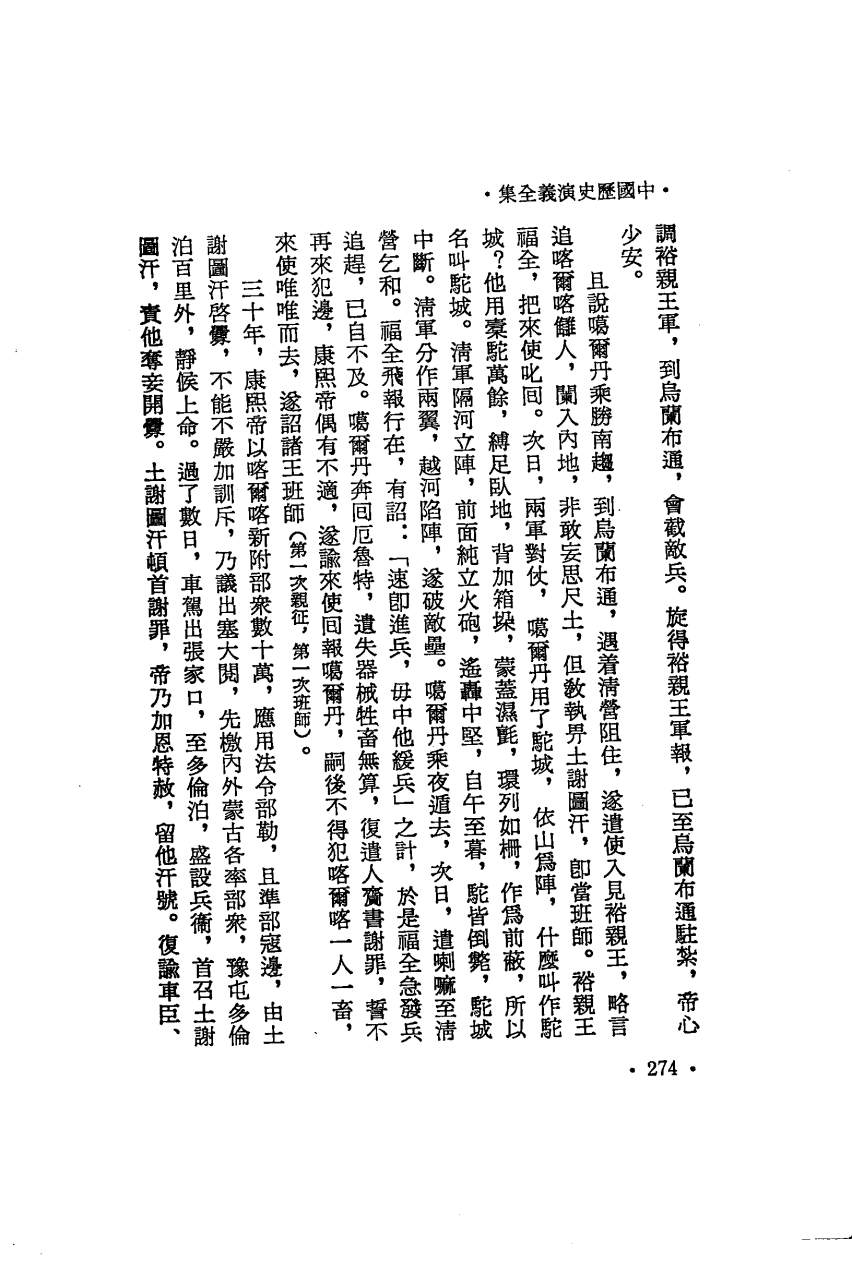 ·中國歷史演義全集·
調裕親王軍，到烏蘭布通，會截敵兵。旋得裕親王軍報，已至烏蘭布通駐紮，帝心
少安。
且說噶爾丹乘勝南趨，到烏蘭布通，遇着清營阻住，遂遣使入見裕親王，略言
追喀爾喀讎人，闌入內地，非敢妄思尺土，但教執畀土謝圖汗，卽當班師。裕親王
福全，把來使叱回。次日，兩軍對仗，噶爾丹用了駝城，依山爲陣，什麼叫作駝
城？他用橐駝萬餘，縛足臥地，背加箱垛，蒙蓋濕氈，環列如柵，作爲前蔽，所以
名叫駝城。清軍隔河立陣，前面純立火砲，遙轟中堅，自午至暮，駝皆倒斃，駝城
中斷。清軍分作兩翼，越河陷陣，遂破敵壘。噶爾丹乘夜遁去，次日，遣喇嘛至清
營乞和。福全飛報行在，有詔：「速卽進兵，毋中他緩兵」之計，於是福全急發兵
追趕，已自不及。噶爾丹奔回厄魯特，遺失器械牲畜無算，復遣人齎書謝罪，誓不
再來犯邊，康熙帝偶有不適，遂諭來使回報噶爾丹，嗣後不得犯喀爾喀一人一畜，
來使唯唯而去，遂詔諸王班師（第一次親征，第一次班師）。
三十年，康熙帝以喀爾喀新附部衆數十萬，應用法令部勒，且準部寇邊，由土
謝圖汗啓釁，不能不嚴加訓斥，乃議出塞大閱，先檄內外蒙古各率部衆，豫屯多倫
泊百里外，靜候上命。過了數日，車駕出張家口，至多倫泊，盛設兵衞，首召土謝
圖汗，責他奪妾開釁。土謝圖汗頓首謝罪，帝乃加恩特赦，留他汗號。復諭車臣、
·274·